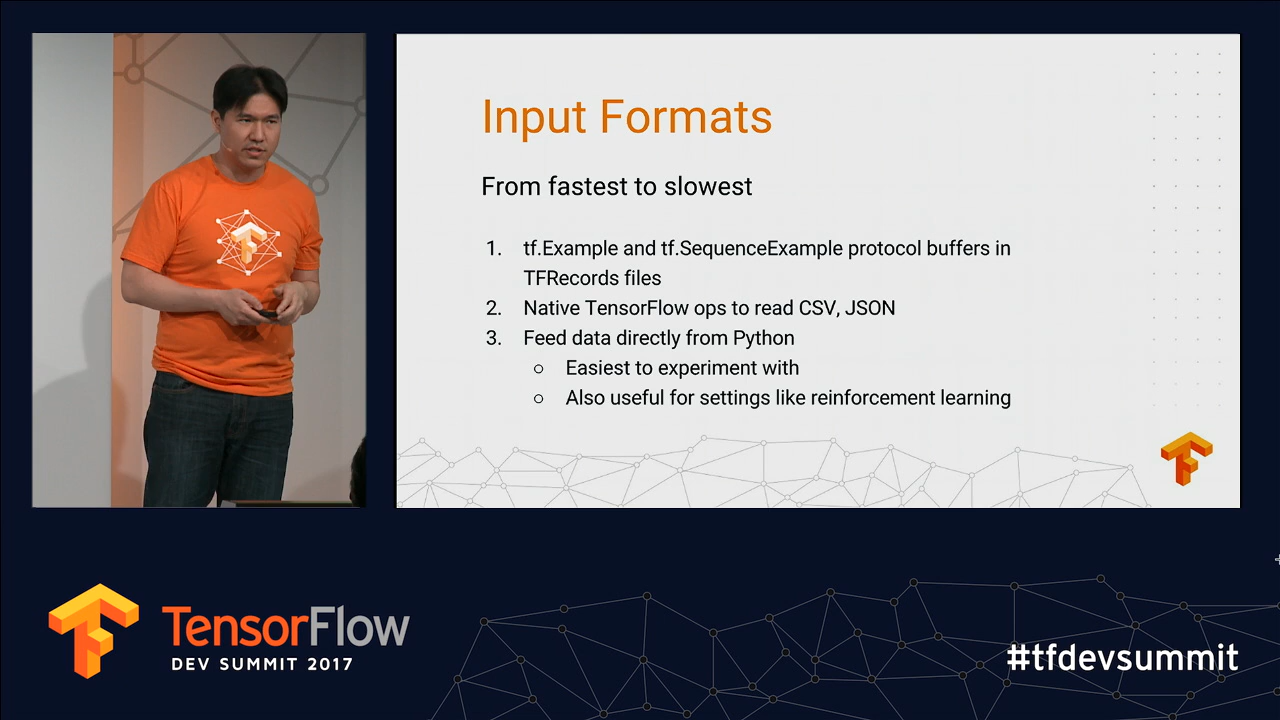 Input Formats
From fastest to slowest
1. tf.Example and tf.SequenceExample protocol buffers in
TFRecords files
2. Native TensorFlow ops to read CSV, JSON
3. Feed data directly from Python
○ Easiest to experiment with
○ Also useful for settings like reinforcement learning
TensorFlow
DEV SUMMIT 2017
#tfdevsummit